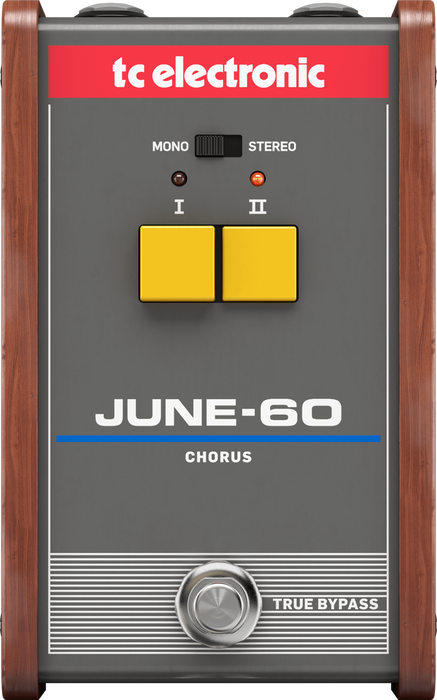 tc electronic
MONO STEREO
I II
JUNE-60
CHORUS
TRUE BYPASS